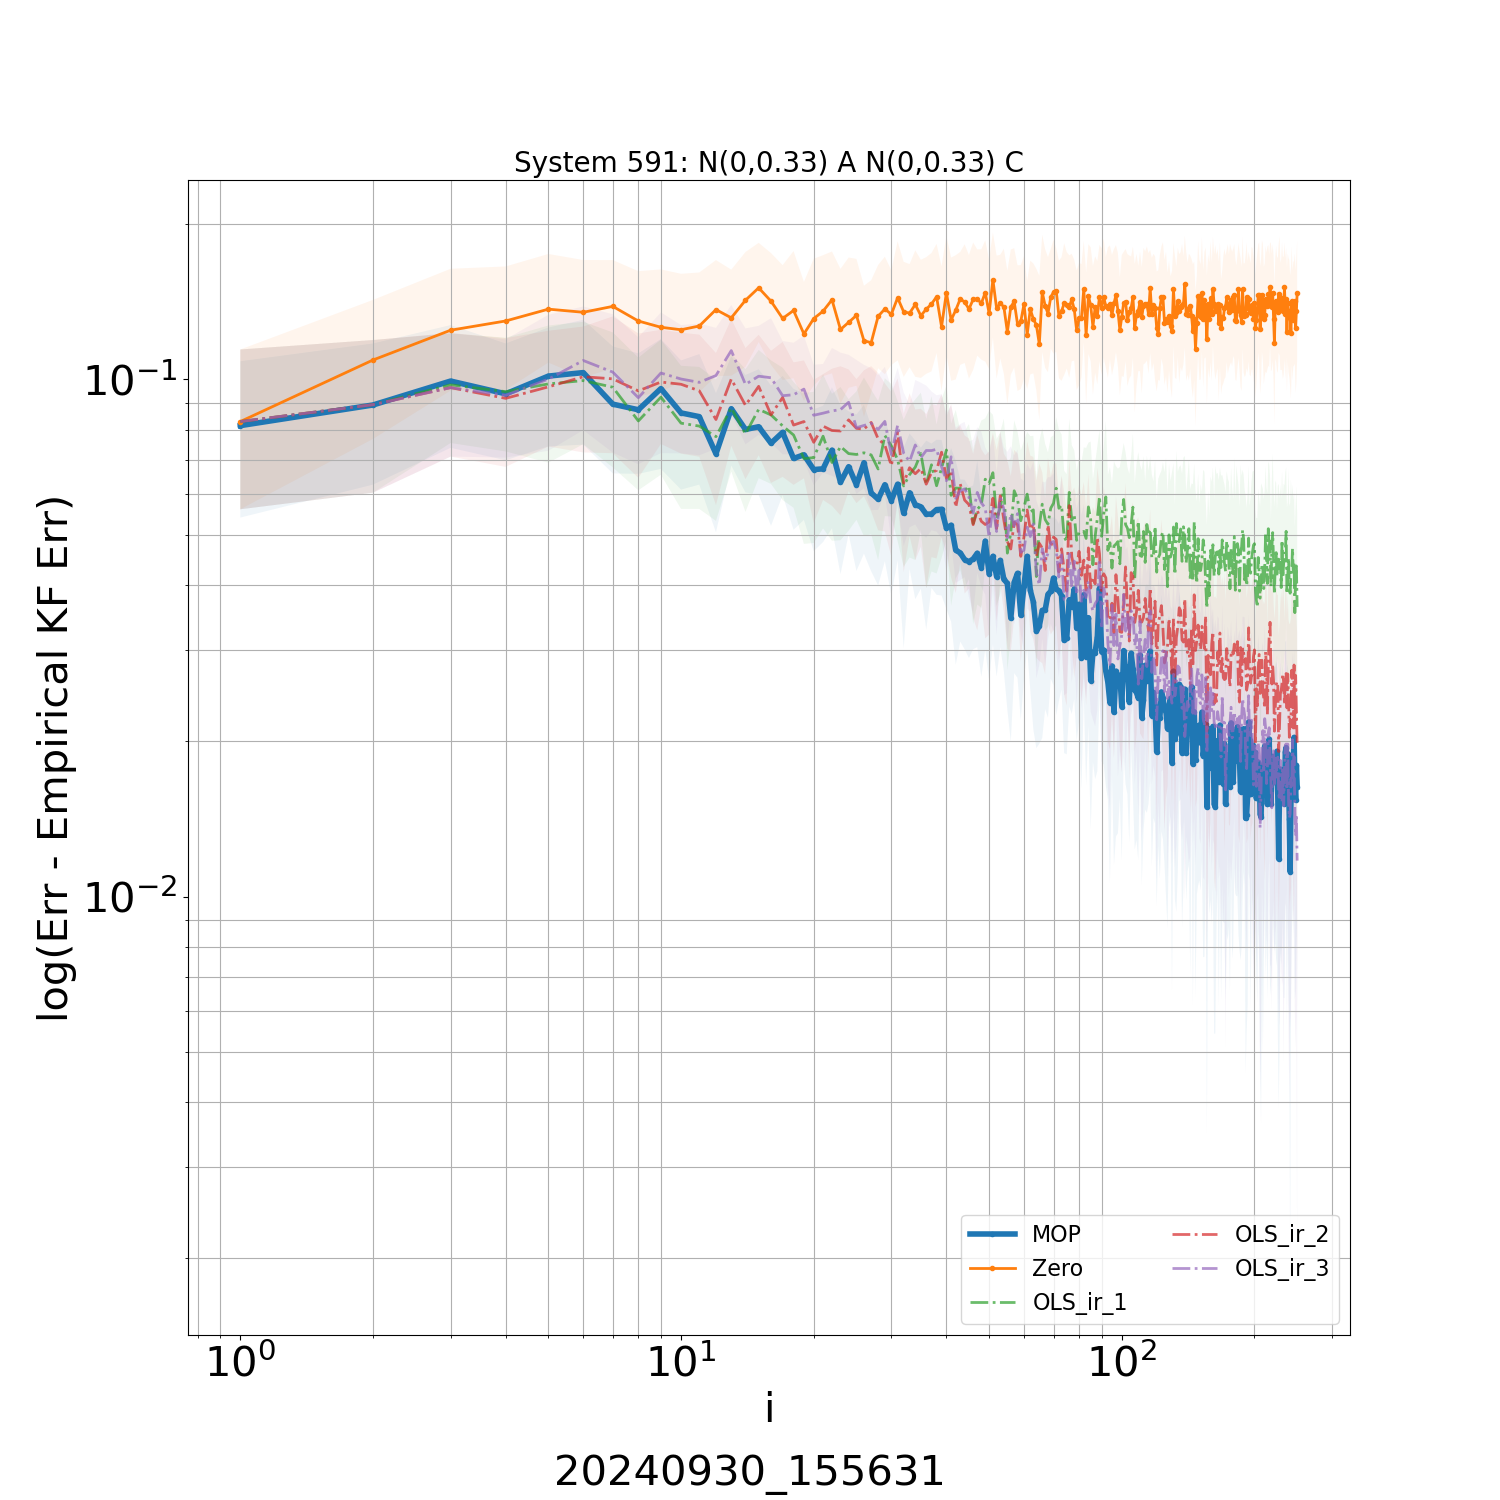 System 591: N(0,0.33) A N(0,0.33) C
log(Err - Empirical KF Err)
10⁻¹
10⁻²
MOP
Zero
OLS_ir_1
OLS_ir_2
OLS_ir_3
10⁰ 10¹ 10²
i
20240930_155631